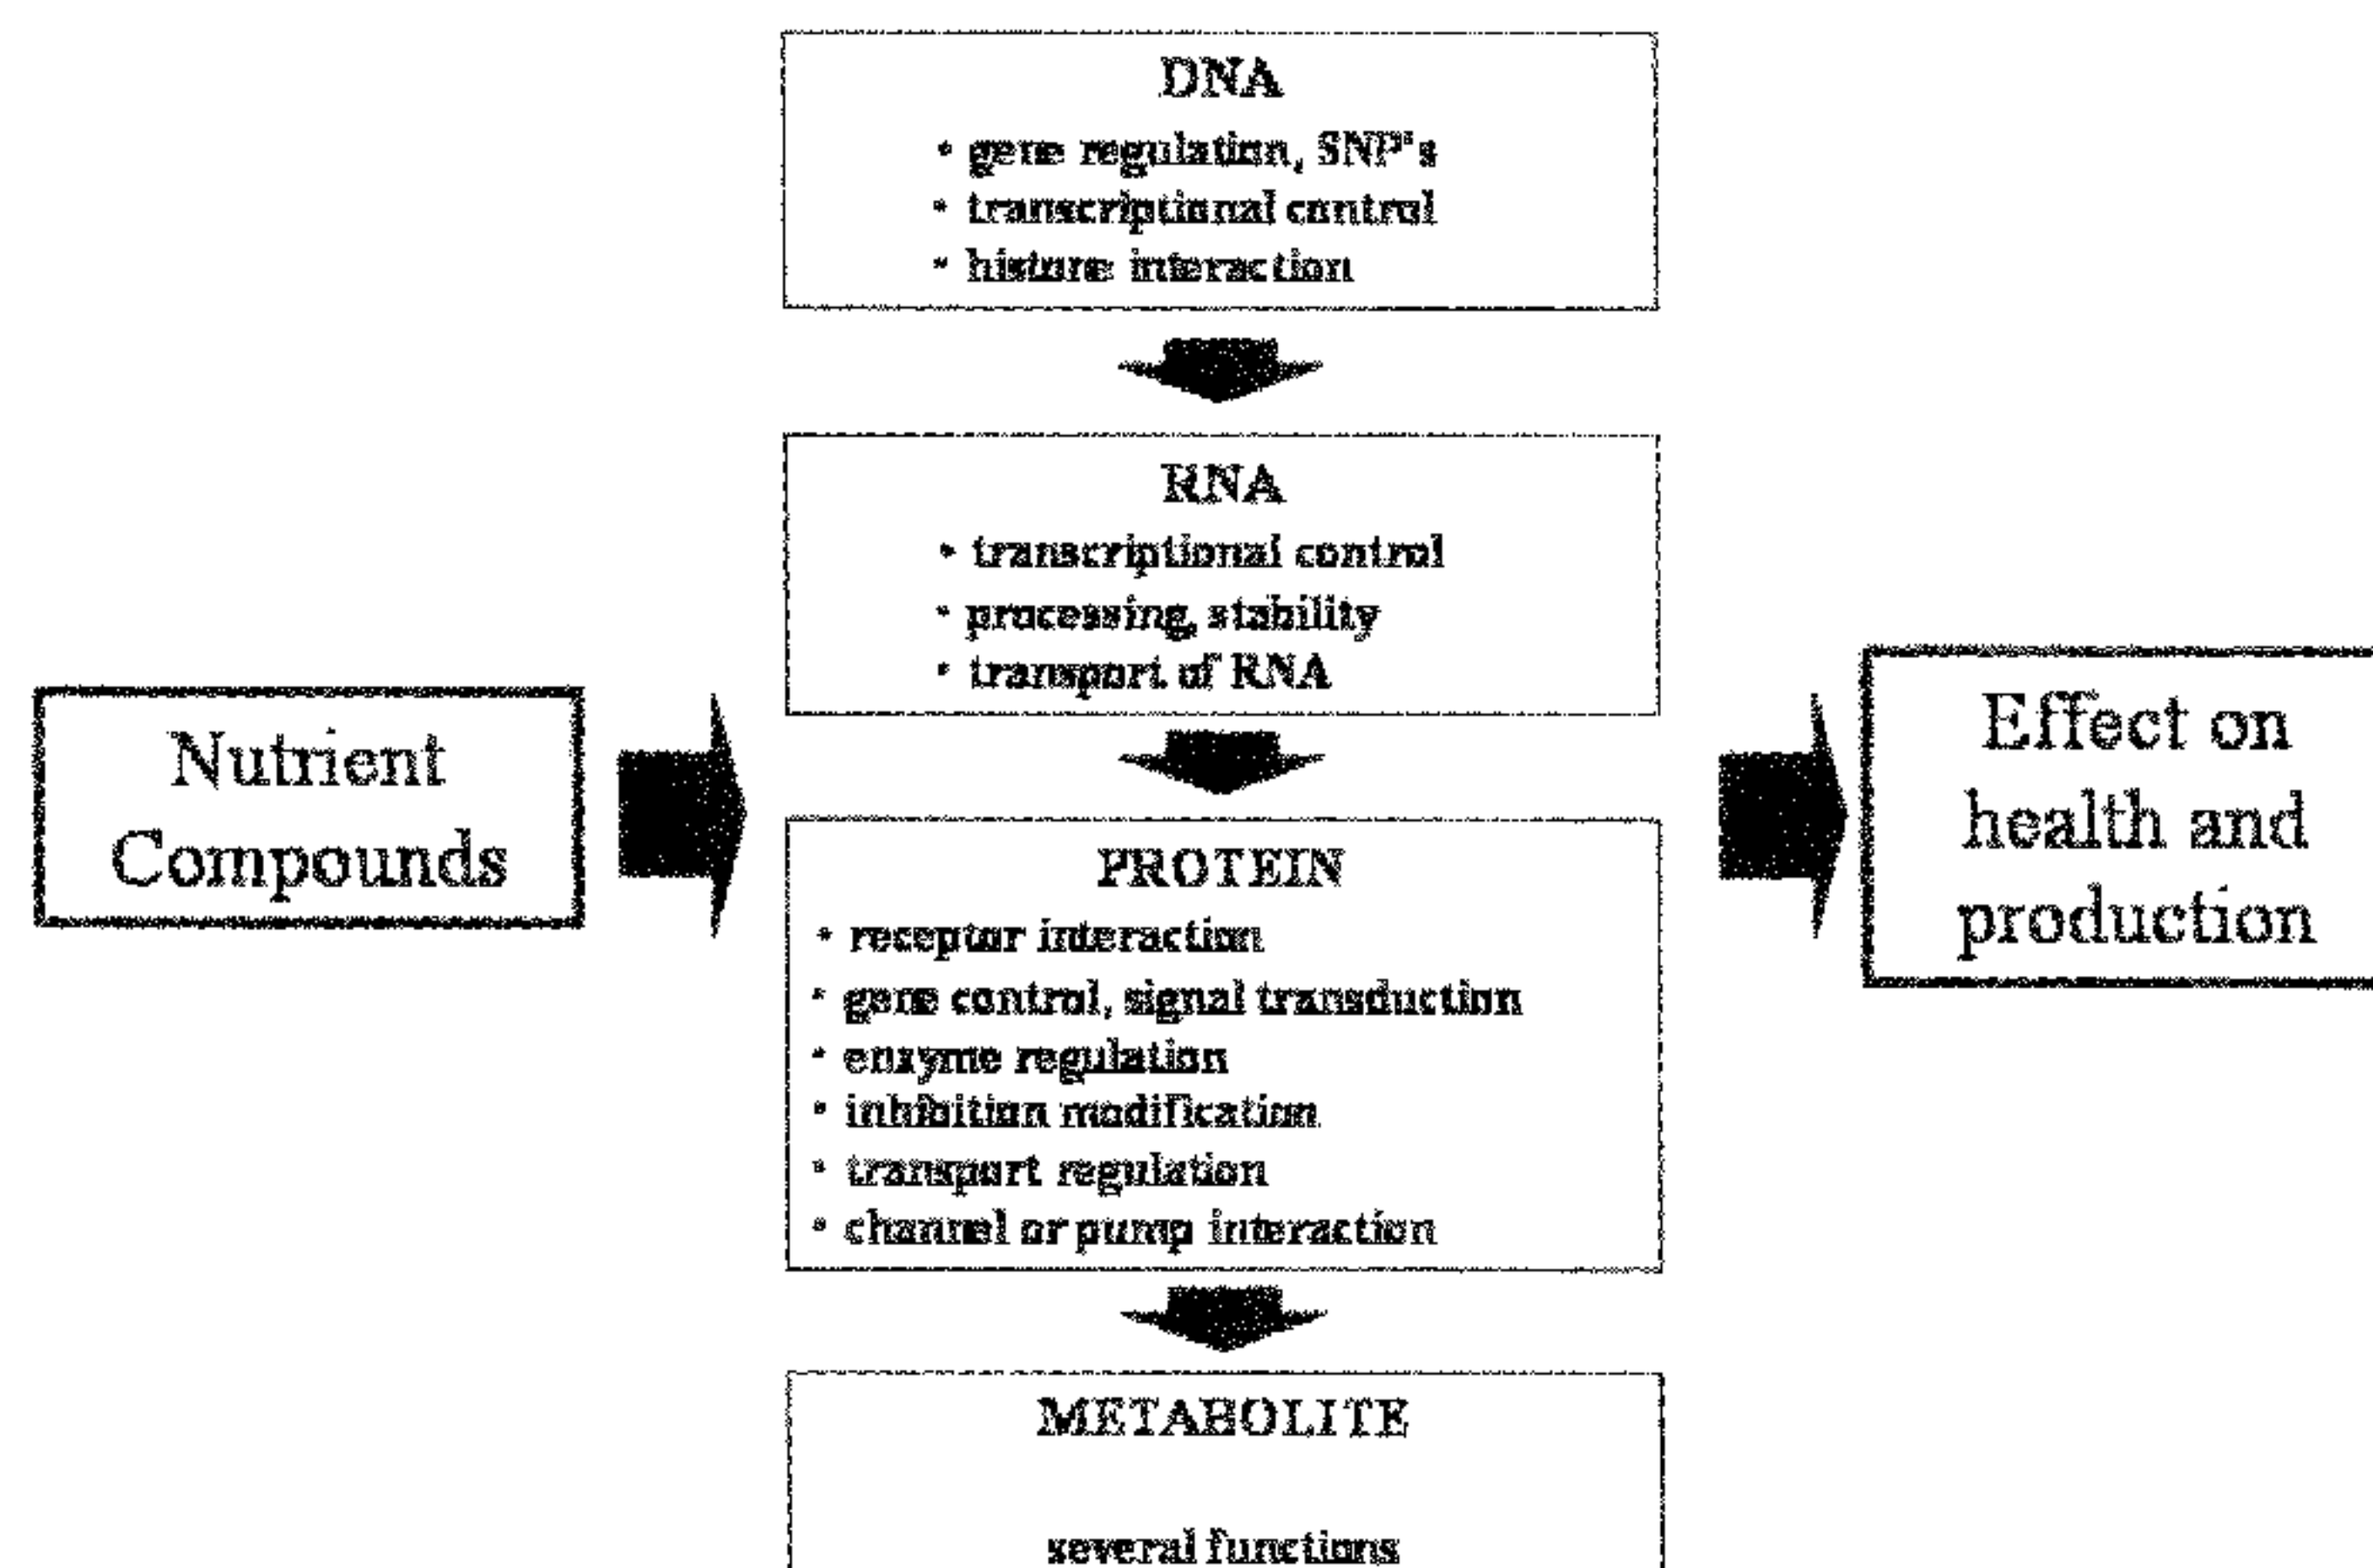 DNA
• gene regulation, SNP's
• transcriptional control
• histone interaction
RNA
• transcriptional control
• processing, stability
• transport of RNA
Nutrient
Compounds
PROTEIN
• receptor interaction
• gene control, signal transduction
• enzyme regulation
• inhibition modification
• transport regulation
• channel or pump interaction
METABOLITE
several functions
Effect on
health and
production